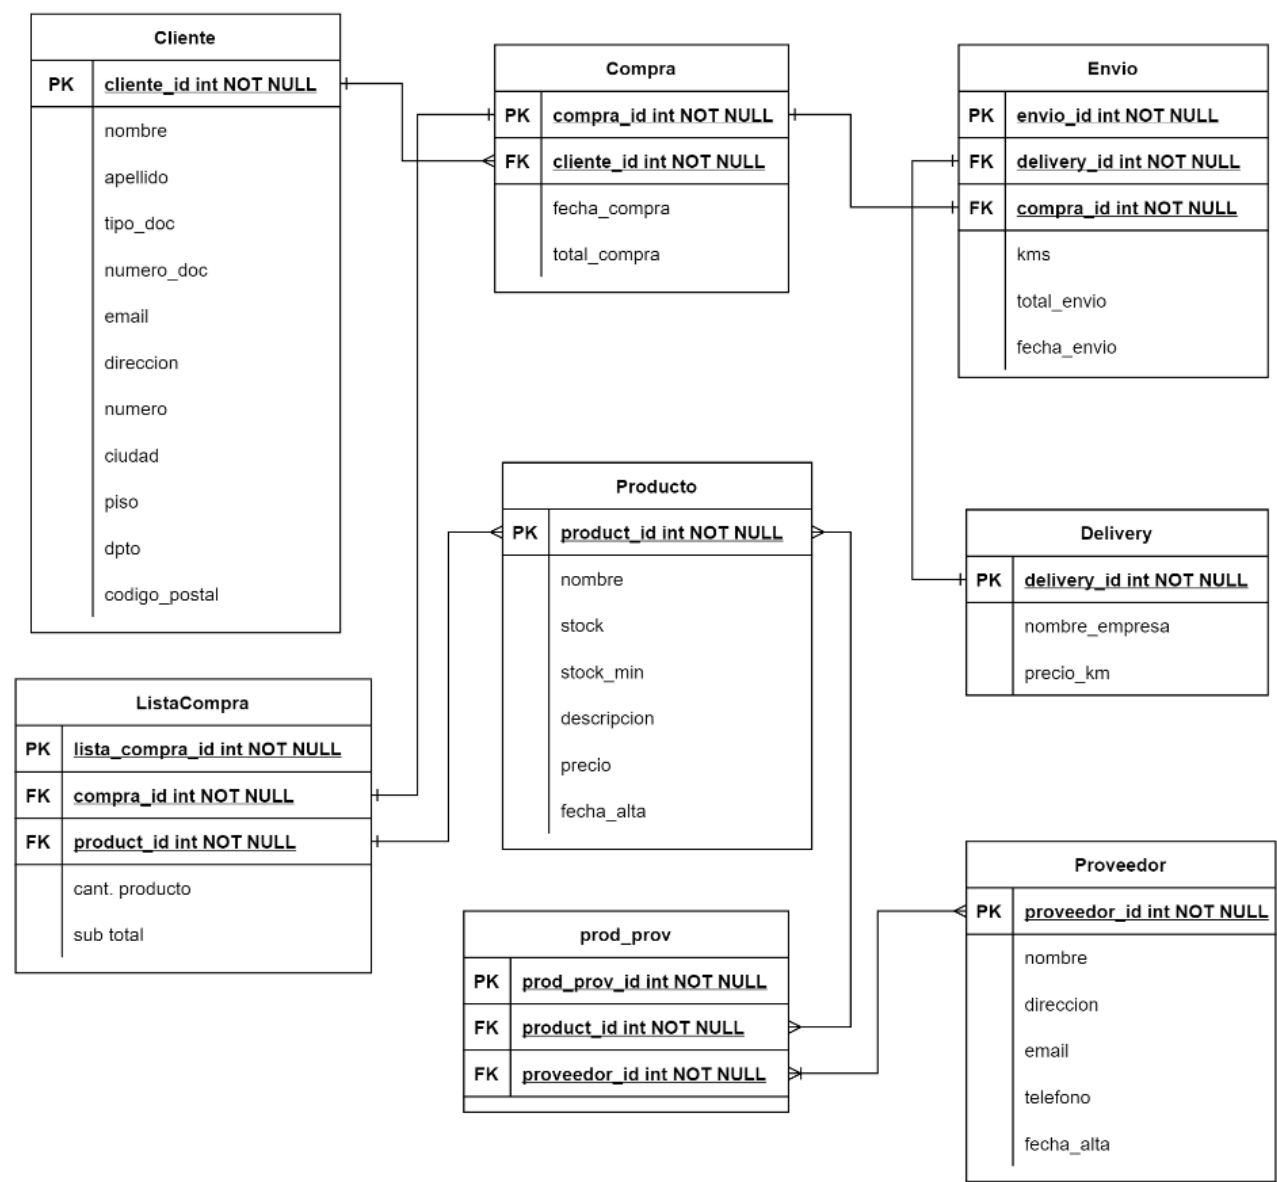 Cliente
PK cliente_id int NOT NULL
nombre
apellido
tipo_doc
numero_doc
email
direccion
numero
ciudad
piso
dpto
codigo_postal
Compra
PK compra_id int NOT NULL
FK cliente_id int NOT NULL
fecha_compra
total_compra
Envio
PK envio_id int NOT NULL
FK delivery_id int NOT NULL
FK compra_id int NOT NULL
kms
total_envio
fecha_envio
Producto
PK product_id int NOT NULL
nombre
stock
stock_min
descripcion
precio
fecha_alta
Delivery
PK delivery_id int NOT NULL
nombre_empresa
precio_km
ListaCompra
PK lista_compra_id int NOT NULL
FK compra_id int NOT NULL
FK product_id int NOT NULL
cant. producto
sub total
prod_prov
PK prod_prov_id int NOT NULL
FK product_id int NOT NULL
FK proveedor_id int NOT NULL
Proveedor
PK proveedor_id int NOT NULL
nombre
direccion
email
telefono
fecha_alta